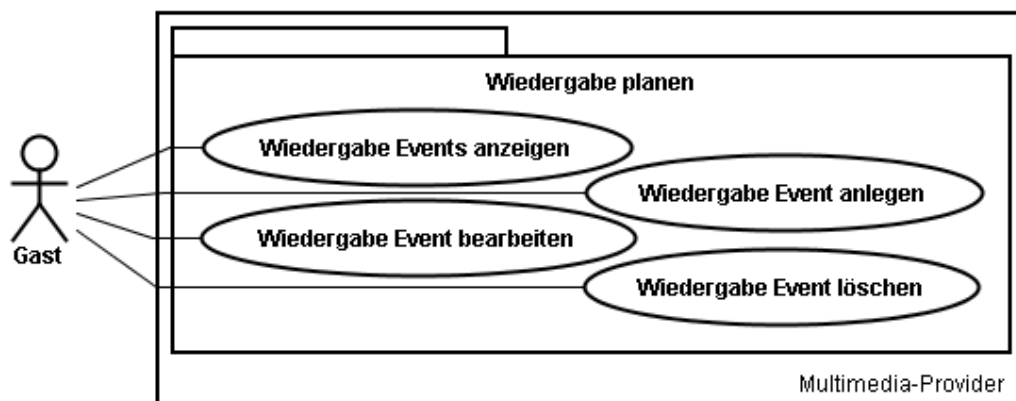 Wiedergabe planen
Wiedergabe Events anzeigen
Wiedergabe Event anlegen
Wiedergabe Event bearbeiten
Gast
Wiedergabe Event löschen
Multimedia-Provider